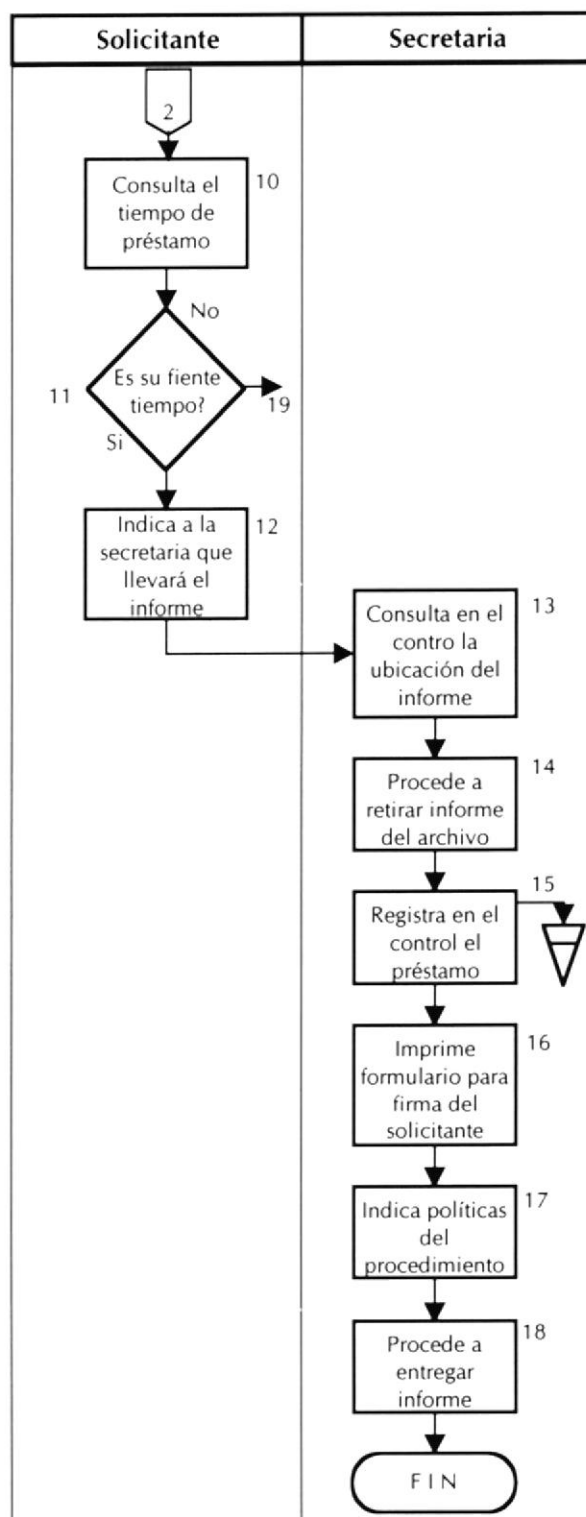 Solicitante
Secretaria
2
Consulta el
tiempo de
préstamo
10
No
Es su fiente
tiempo?
11
19
Si
Indica a la
secretaria que
llevará el
informe
12
Consulta en el
contro la
ubicación del
informe
13
Procede a
retirar informe
del archivo
14
Registra en el
control el
préstamo
15
Imprime
formulario para
firma del
solicitante
16
Indica políticas
del
procedimiento
17
Procede a
entregar
informe
18
F I N